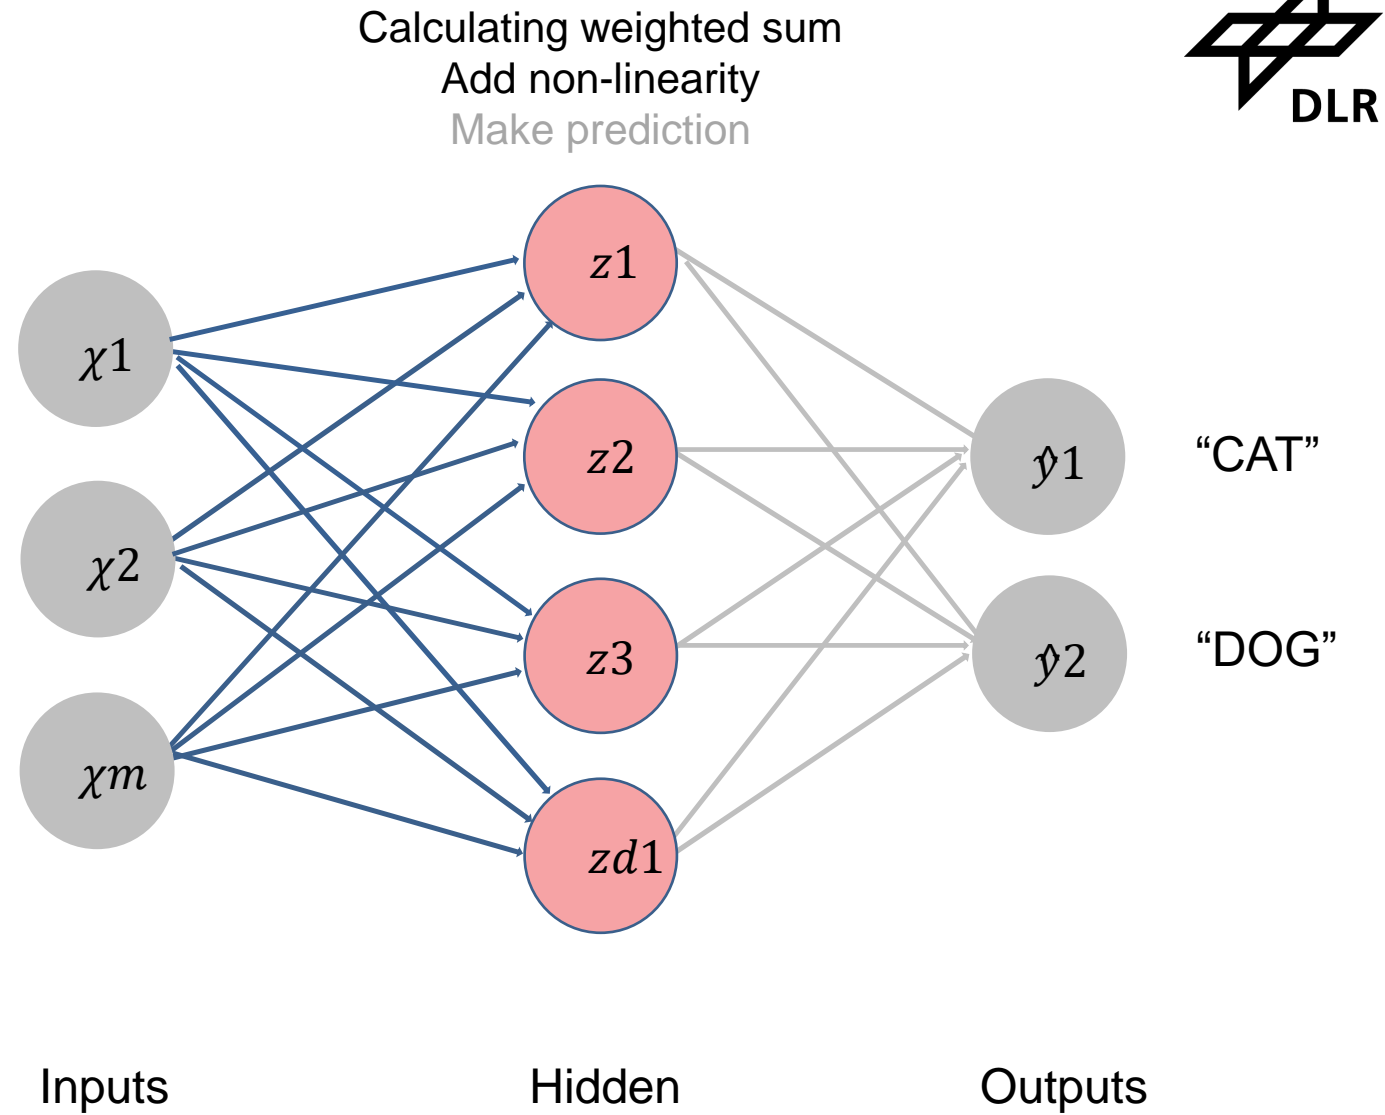 Calculating weighted sum
Add non-linearity
Make prediction
DLR
z1
χ1
z2
ŷ1
“CAT”
χ2
z3
ŷ2
“DOG”
χm
zd1
Inputs
Hidden
Outputs